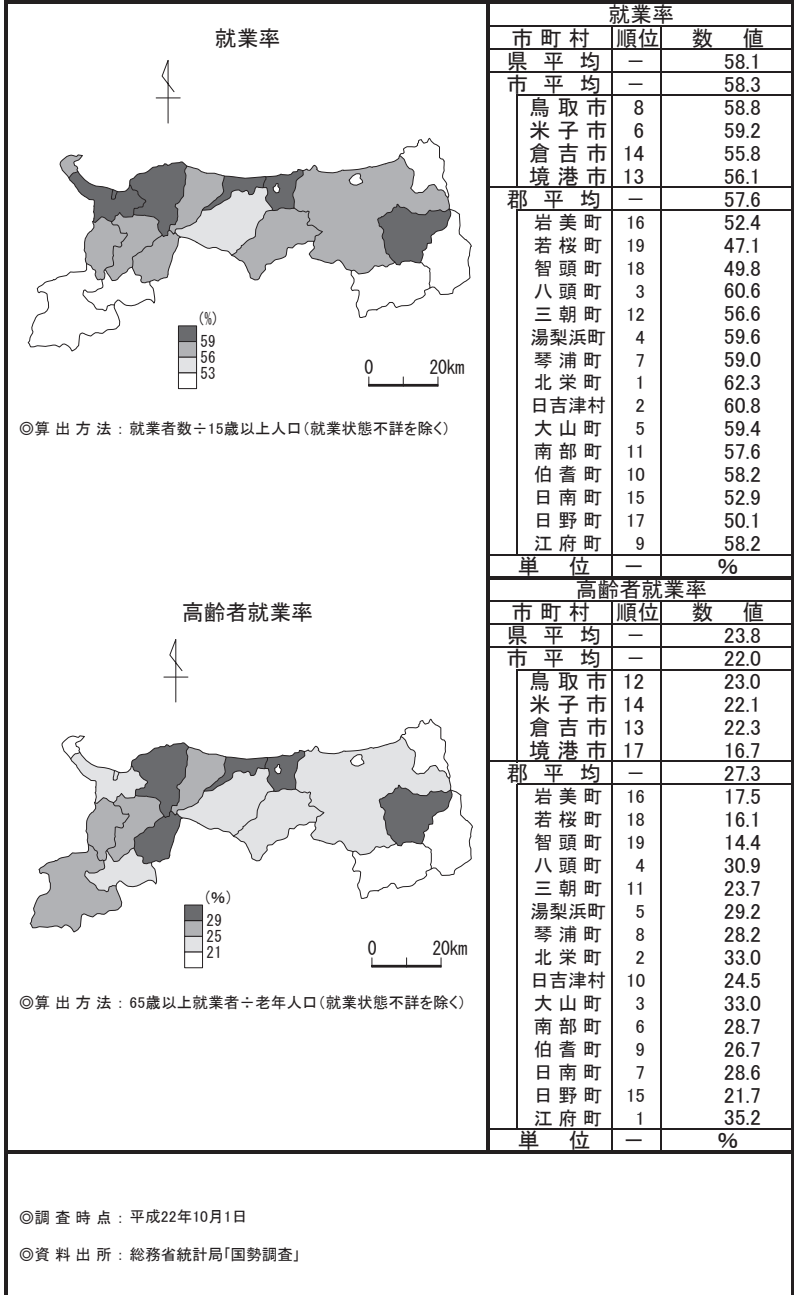 就業率
(%)
59
56
53
0 20km
◎算出方法：就業者数÷15歳以上人口(就業状態不詳を除く)
就業率
市町村 順位 数値
県平均 － 58.1
市平均 － 58.3
鳥取市 8 58.8
米子市 6 59.2
倉吉市 14 55.8
境港市 13 56.1
郡平均 － 57.6
岩美町 16 52.4
若桜町 19 47.1
智頭町 18 49.8
八頭町 3 60.6
三朝町 12 56.6
湯梨浜町 4 59.6
琴浦町 7 59.0
北栄町 1 62.3
日吉津村 2 60.8
大山町 5 59.4
南部町 11 57.6
伯耆町 10 58.2
日南町 15 52.9
日野町 17 50.1
江府町 9 58.2
単位 － %
高齢者就業率
(%)
29
25
21
0 20km
◎算出方法：65歳以上就業者÷老年人口(就業状態不詳を除く)
高齢者就業率
市町村 順位 数値
県平均 － 23.8
市平均 － 22.0
鳥取市 12 23.0
米子市 14 22.1
倉吉市 13 22.3
境港市 17 16.7
郡平均 － 27.3
岩美町 16 17.5
若桜町 18 16.1
智頭町 19 14.4
八頭町 4 30.9
三朝町 11 23.7
湯梨浜町 5 29.2
琴浦町 8 28.2
北栄町 2 33.0
日吉津村 10 24.5
大山町 3 33.0
南部町 6 28.7
伯耆町 9 26.7
日南町 7 28.6
日野町 15 21.7
江府町 1 35.2
単位 － %
◎調査時点：平成22年10月1日
◎資料出所：総務省統計局「国勢調査」